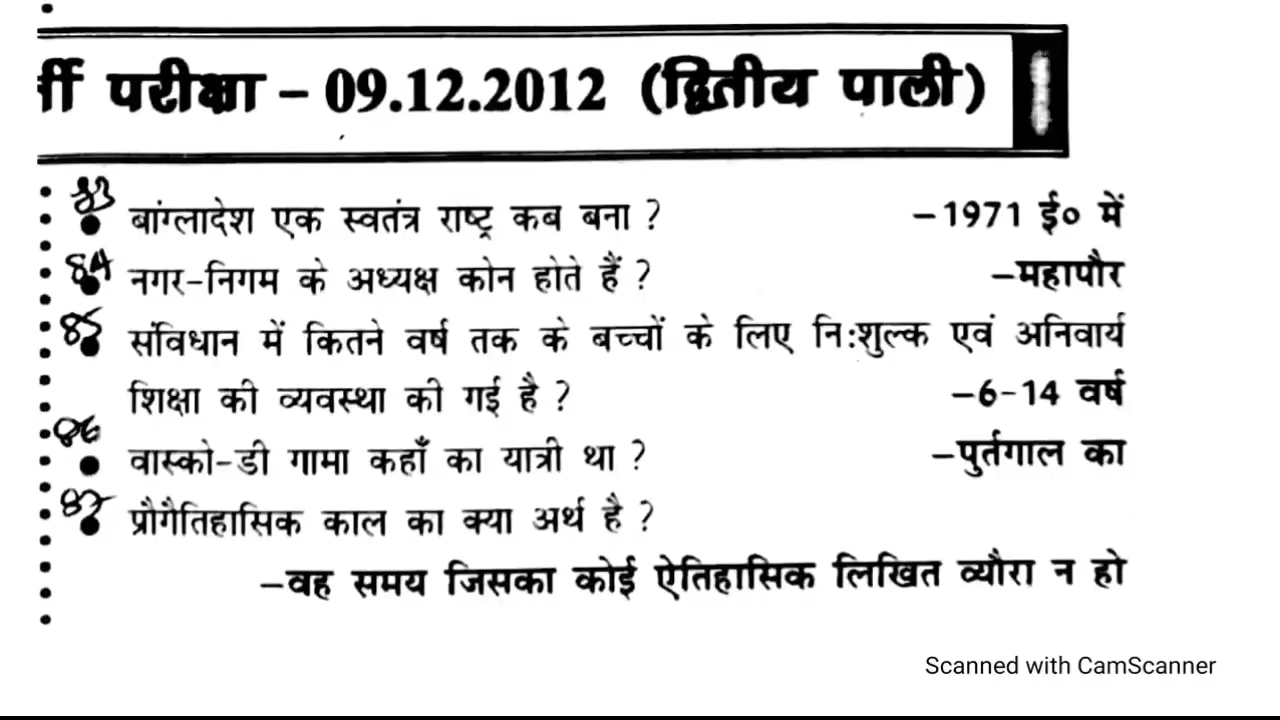 र्ती परीक्षा – 09.12.2012 (द्वितीय पाली)
83
बांग्लादेश एक स्वतंत्र राष्ट्र कब बना ? –1971 ई० में
84
नगर-निगम के अध्यक्ष कोन होते हैं ? –महापौर
85
संविधान में कितने वर्ष तक के बच्चों के लिए नि:शुल्क एवं अनिवार्य
शिक्षा की व्यवस्था की गई है ? –6-14 वर्ष
86
वास्को-डी गामा कहाँ का यात्री था ? –पुर्तगाल का
87
प्रौगैतिहासिक काल का क्या अर्थ है ?
–वह समय जिसका कोई ऐतिहासिक लिखित व्यौरा न हो
Scanned with CamScanner